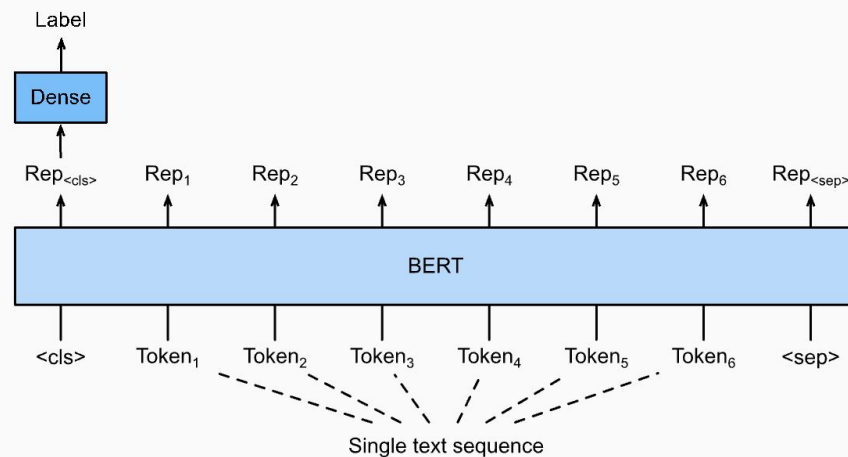 Label
Dense
Rep<cls> Rep1 Rep2 Rep3 Rep4 Rep5 Rep6 Rep<sep>
BERT
<cls> Token1 Token2 Token3 Token4 Token5 Token6 <sep>
Single text sequence